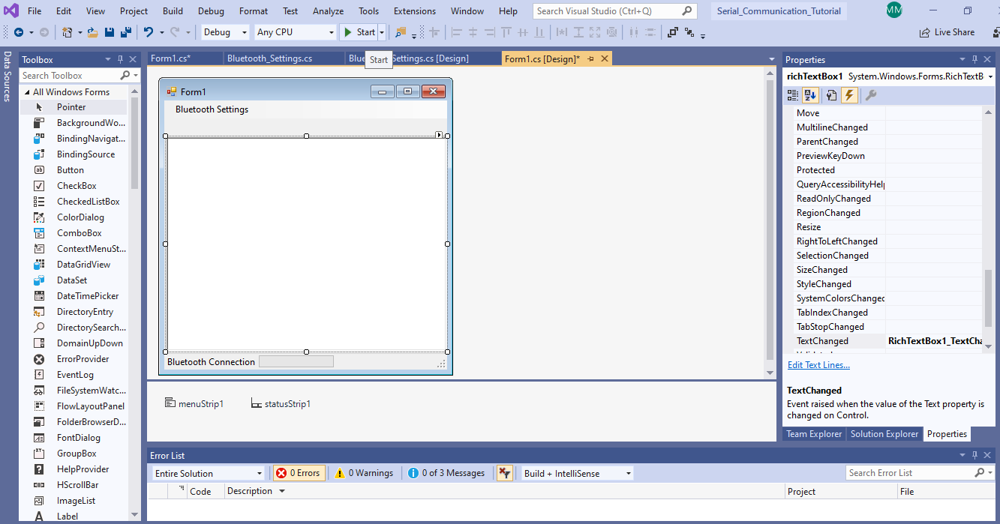 File Edit View Project Build Debug Format Test Analyze Tools Extensions Window Help Search Visual Studio (Ctrl+Q) Serial_Communication_Tutorial MM
Debug Any CPU Start Live Share
Data Sources
Toolbox
Search Toolbox
All Windows Forms
Pointer
BackgroundWo...
BindingNavigat...
BindingSource
Button
CheckBox
CheckedListBox
ColorDialog
ComboBox
ContextMenuSt...
DataGridView
DataSet
DateTimePicker
DirectoryEntry
DirectorySearch...
DomainUpDown
ErrorProvider
EventLog
FileSystemWatc...
FlowLayoutPanel
FolderBrowserD...
FontDialog
GroupBox
HelpProvider
HScrollBar
ImageList
Label
Form1.cs* Bluetooth_Settings.cs Blue Settings.cs [Design] Form1.cs [Design]*
Start
Form1
Bluetooth Settings
Bluetooth Connection
menuStrip1 statusStrip1
Properties
richTextBox1 System.Windows.Forms.RichTextB
Move
MultilineChanged
ParentChanged
PreviewKeyDown
Protected
QueryAccessibilityHelp
ReadOnlyChanged
RegionChanged
Resize
RightToLeftChanged
SelectionChanged
SizeChanged
StyleChanged
SystemColorsChanged
TabIndexChanged
TabStopChanged
TextChanged RichTextBox1_TextCha
Edit Text Lines...
TextChanged
Event raised when the value of the Text property is
changed on Control.
Team Explorer Solution Explorer Properties
Error List
Entire Solution 0 Errors 0 Warnings 0 of 3 Messages Build + IntelliSense Search Error List
Code Description Project File